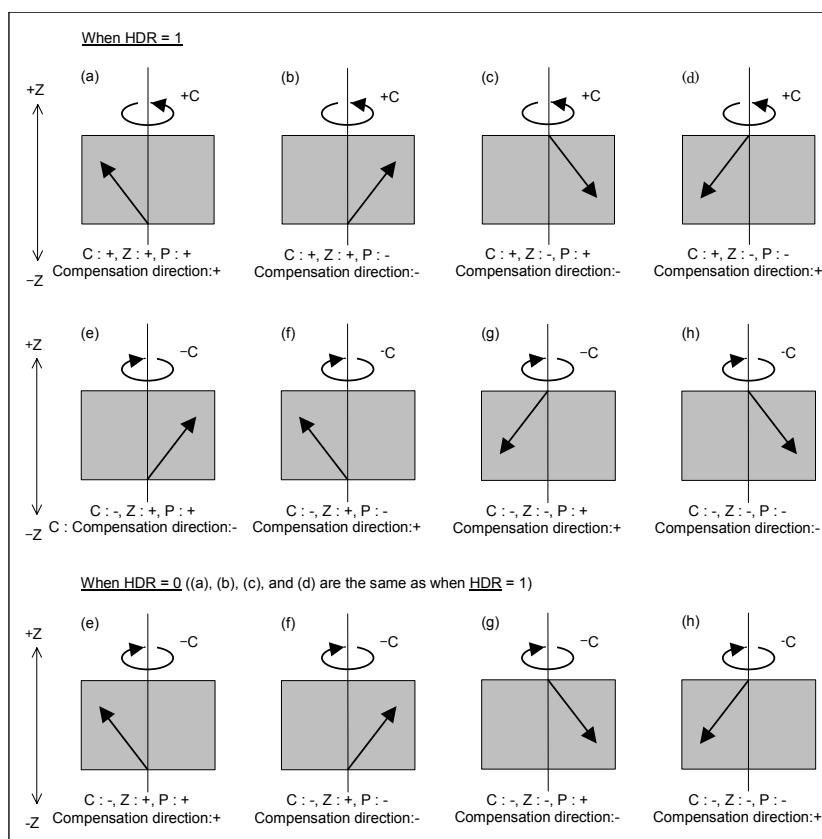 When HDR = 1
(a) (b) (c) (d)
+Z +C +C +C +C
C : +, Z : +, P : + C : +, Z : +, P : - C : +, Z : -, P : + C : +, Z : -, P : -
−Z Compensation direction:+ Compensation direction:- Compensation direction:- Compensation direction:+
(e) (f) (g) (h)
+Z −C -C −C -C
C : -, Z : +, P : + C : -, Z : +, P : - C : -, Z : -, P : + C : -, Z : -, P : -
−Z C : Compensation direction:- Compensation direction:+ Compensation direction:+ Compensation direction:-
When HDR = 0 ((a), (b), (c), and (d) are the same as when HDR = 1)
(e) (f) (g) (h)
+Z −C −C −C -C
C : -, Z : +, P : + C : -, Z : +, P : - C : -, Z : -, P : + C : -, Z : -, P : -
-Z Compensation direction:+ Compensation direction:- Compensation direction:- Compensation direction:+